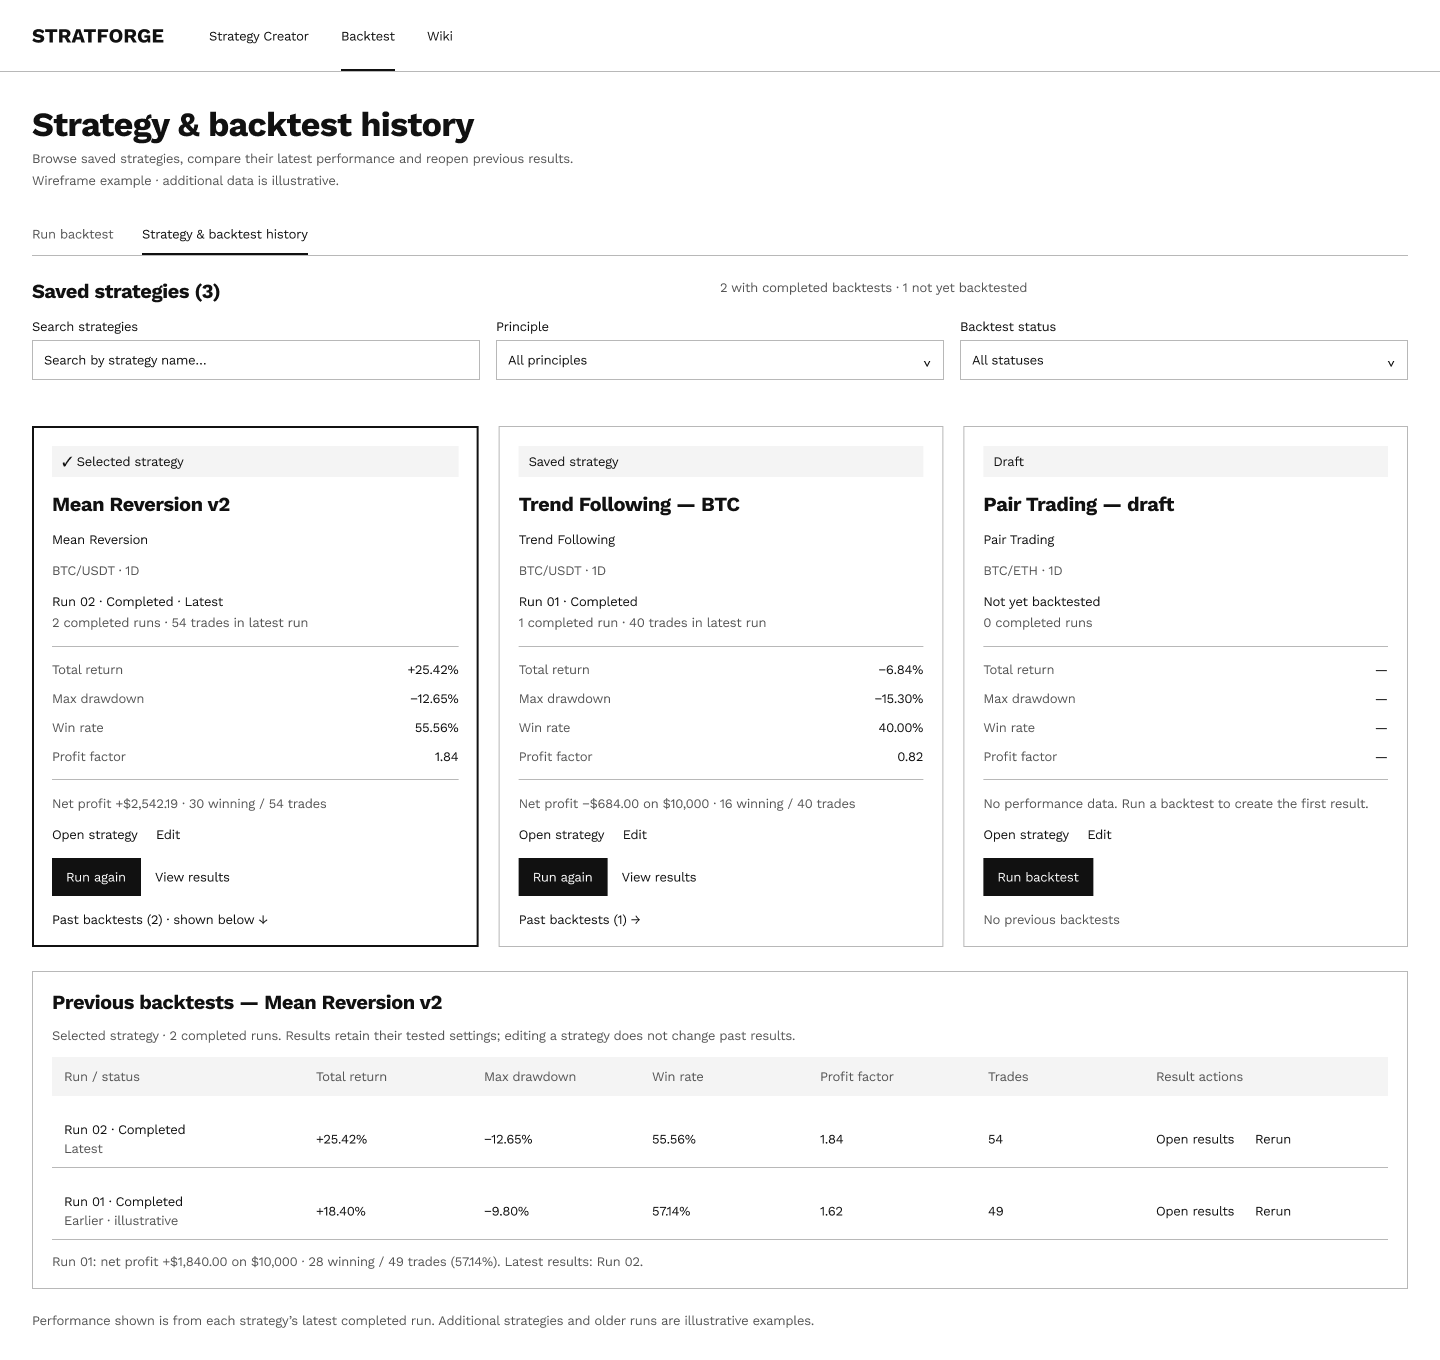 STRATFORGE Strategy Creator Backtest Wiki
Strategy & backtest history
Browse saved strategies, compare their latest performance and reopen previous results.
Wireframe example · additional data is illustrative.
Run backtest Strategy & backtest history
Saved strategies (3) 2 with completed backtests · 1 not yet backtested
Search strategies Principle Backtest status
Search by strategy name... All principles v All statuses v
✓ Selected strategy
Mean Reversion v2
Mean Reversion
BTC/USDT · 1D
Run 02 · Completed · Latest
2 completed runs · 54 trades in latest run
Total return +25.42%
Max drawdown −12.65%
Win rate 55.56%
Profit factor 1.84
Net profit +$2,542.19 · 30 winning / 54 trades
Open strategy Edit
Run again View results
Past backtests (2) · shown below ↓
Saved strategy
Trend Following — BTC
Trend Following
BTC/USDT · 1D
Run 01 · Completed
1 completed run · 40 trades in latest run
Total return −6.84%
Max drawdown −15.30%
Win rate 40.00%
Profit factor 0.82
Net profit −$684.00 on $10,000 · 16 winning / 40 trades
Open strategy Edit
Run again View results
Past backtests (1) →
Draft
Pair Trading — draft
Pair Trading
BTC/ETH · 1D
Not yet backtested
0 completed runs
Total return —
Max drawdown —
Win rate —
Profit factor —
No performance data. Run a backtest to create the first result.
Open strategy Edit
Run backtest
No previous backtests
Previous backtests — Mean Reversion v2
Selected strategy · 2 completed runs. Results retain their tested settings; editing a strategy does not change past results.
Run / status Total return Max drawdown Win rate Profit factor Trades Result actions
Run 02 · Completed
Latest
+25.42% −12.65% 55.56% 1.84 54 Open results Rerun
Run 01 · Completed
Earlier · illustrative
+18.40% −9.80% 57.14% 1.62 49 Open results Rerun
Run 01: net profit +$1,840.00 on $10,000 · 28 winning / 49 trades (57.14%). Latest results: Run 02.
Performance shown is from each strategy’s latest completed run. Additional strategies and older runs are illustrative examples.